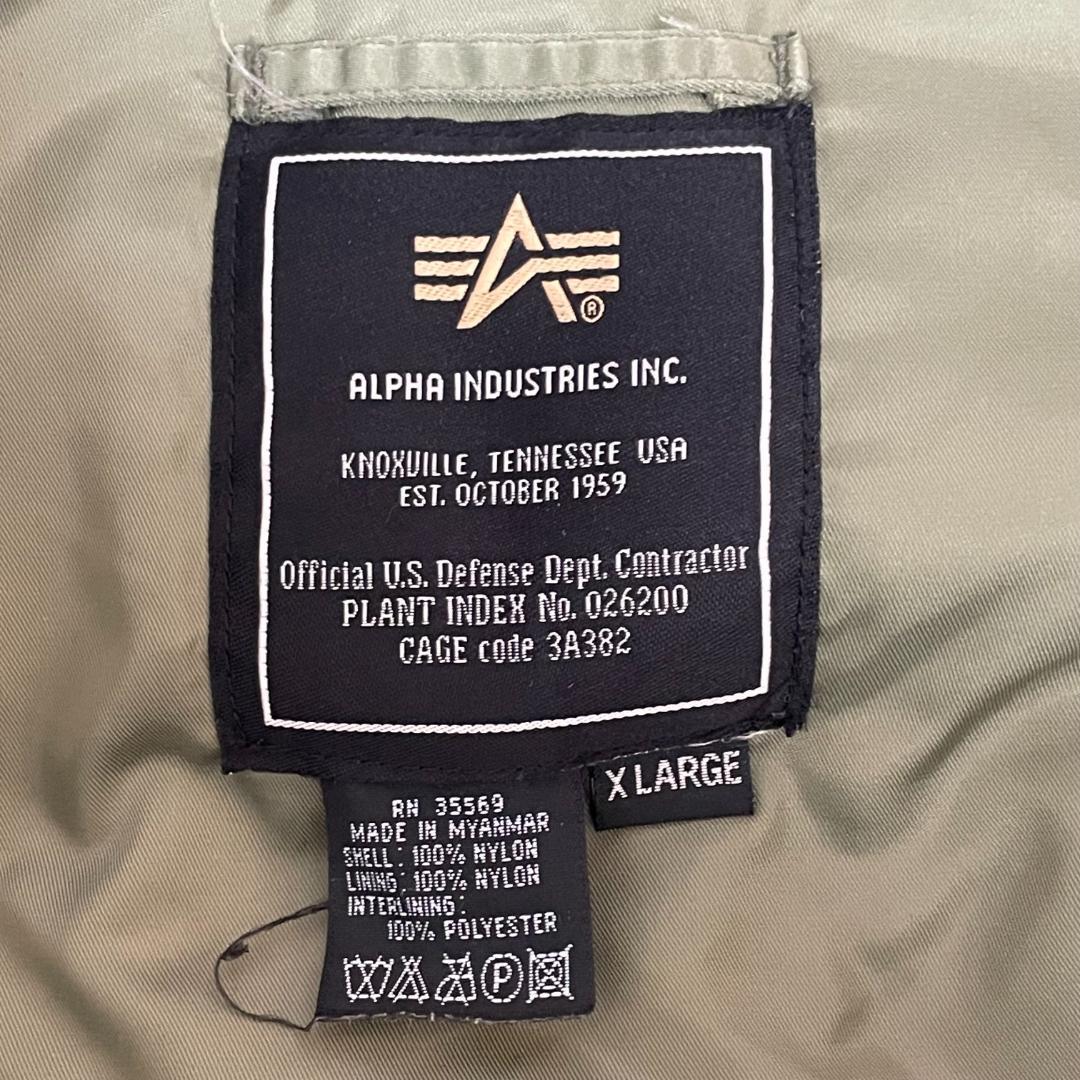 ®
ALPHA INDUSTRIES INC.
KNOXVILLE, TENNESSEE USA
EST. OCTOBER 1959
Official U.S. Defense Dept. Contractor
PLANT INDEX No. 026200
CAGE code 3A382
X LARGE
RN 35569
MADE IN MYANMAR
SHELL: 100% NYLON
LINING: 100% NYLON
INTERLINING:
100% POLYESTER
P